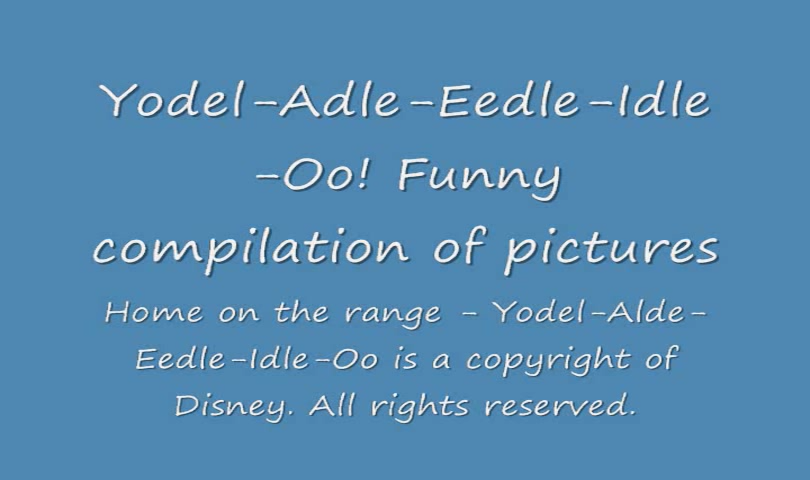 Yodel-Adle-Eedle-Idle
-Oo! Funny
compilation of pictures
Home on the range - Yodel-Alde-
Eedle-Idle-Oo is a copyright of
Disney. All rights reserved.